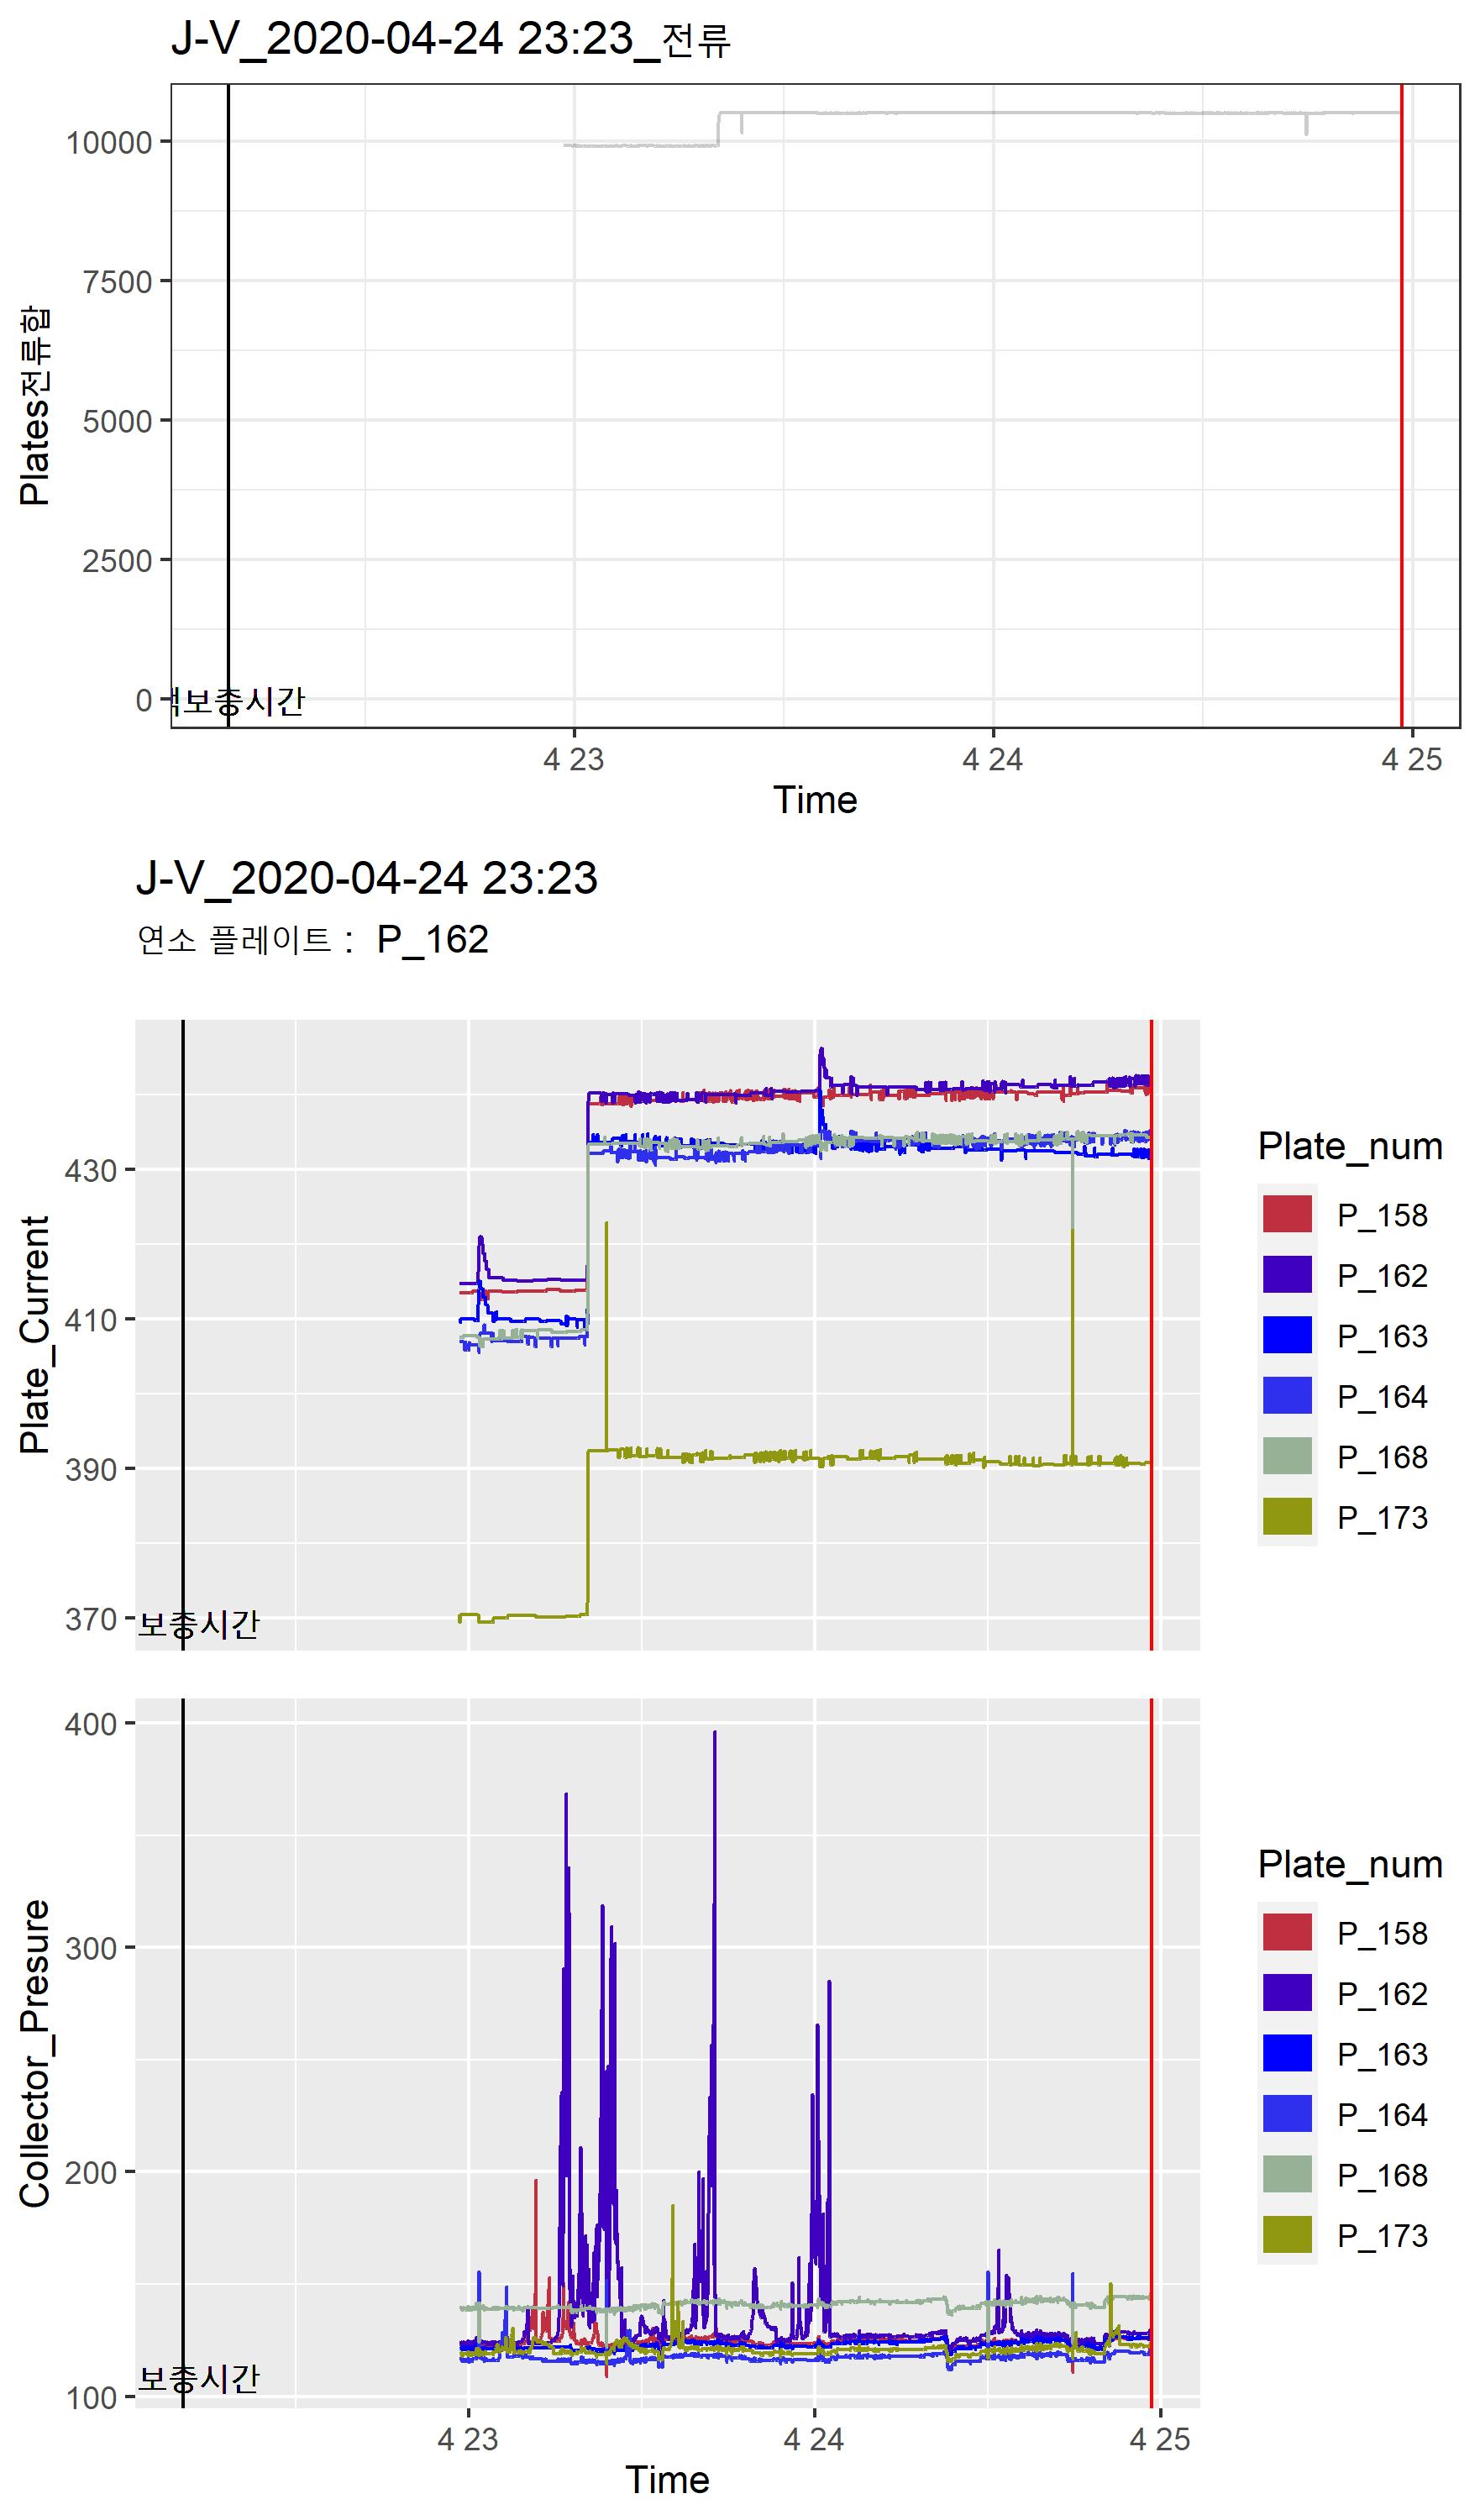 J-V_2020-04-24 23:23_전류
Plates전류합
10000
7500
5000
2500
0
보증시간
4 23
4 24
4 25
Time
J-V_2020-04-24 23:23
연소 플레이트 : P_162
Plate_Current
430
410
390
370
보증시간
Plate_num
P_158
P_162
P_163
P_164
P_168
P_173
Collector_Presure
400
300
200
100
보증시간
4 23
4 24
4 25
Time
Plate_num
P_158
P_162
P_163
P_164
P_168
P_173